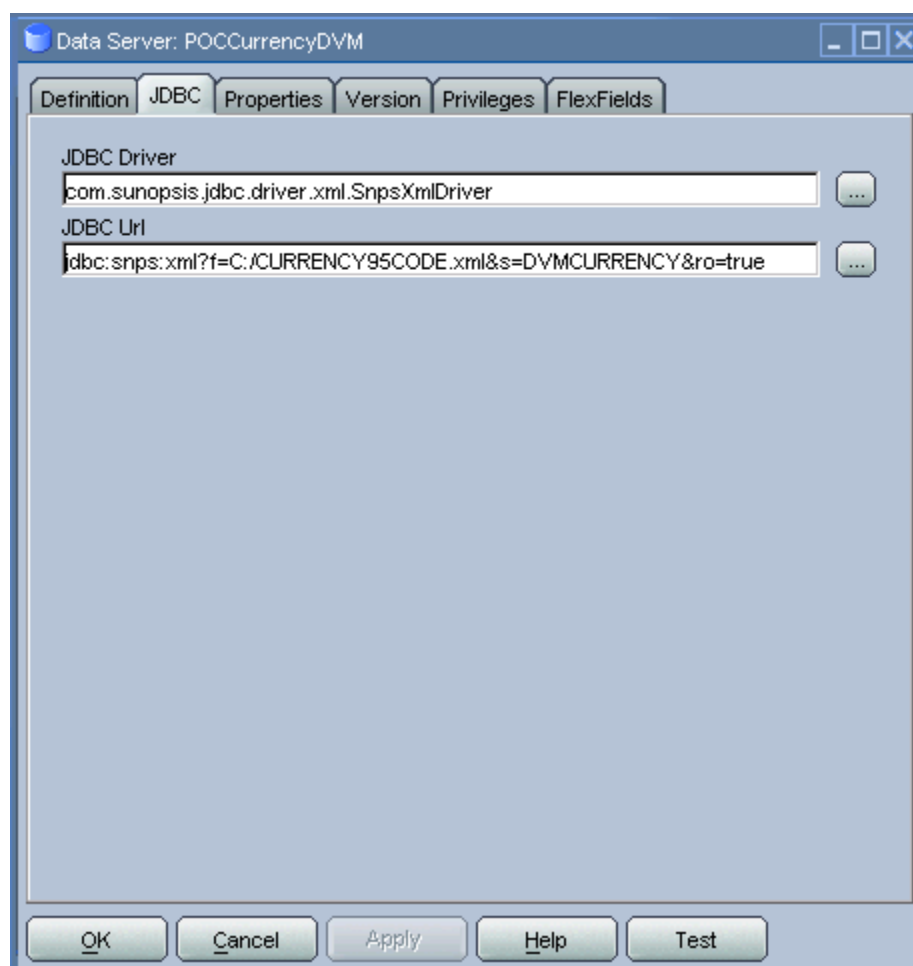 Data Server: POCCurrencyDVM
Definition JDBC Properties Version Privileges FlexFields
JDBC Driver
com.sunopsis.jdbc.driver.xml.SnpsXmlDriver ...
JDBC Url
jdbc:snps:xml?f=C:/CURRENCY95CODE.xml&s=DVMCURRENCY&ro=true ...
OK Cancel Apply Help Test